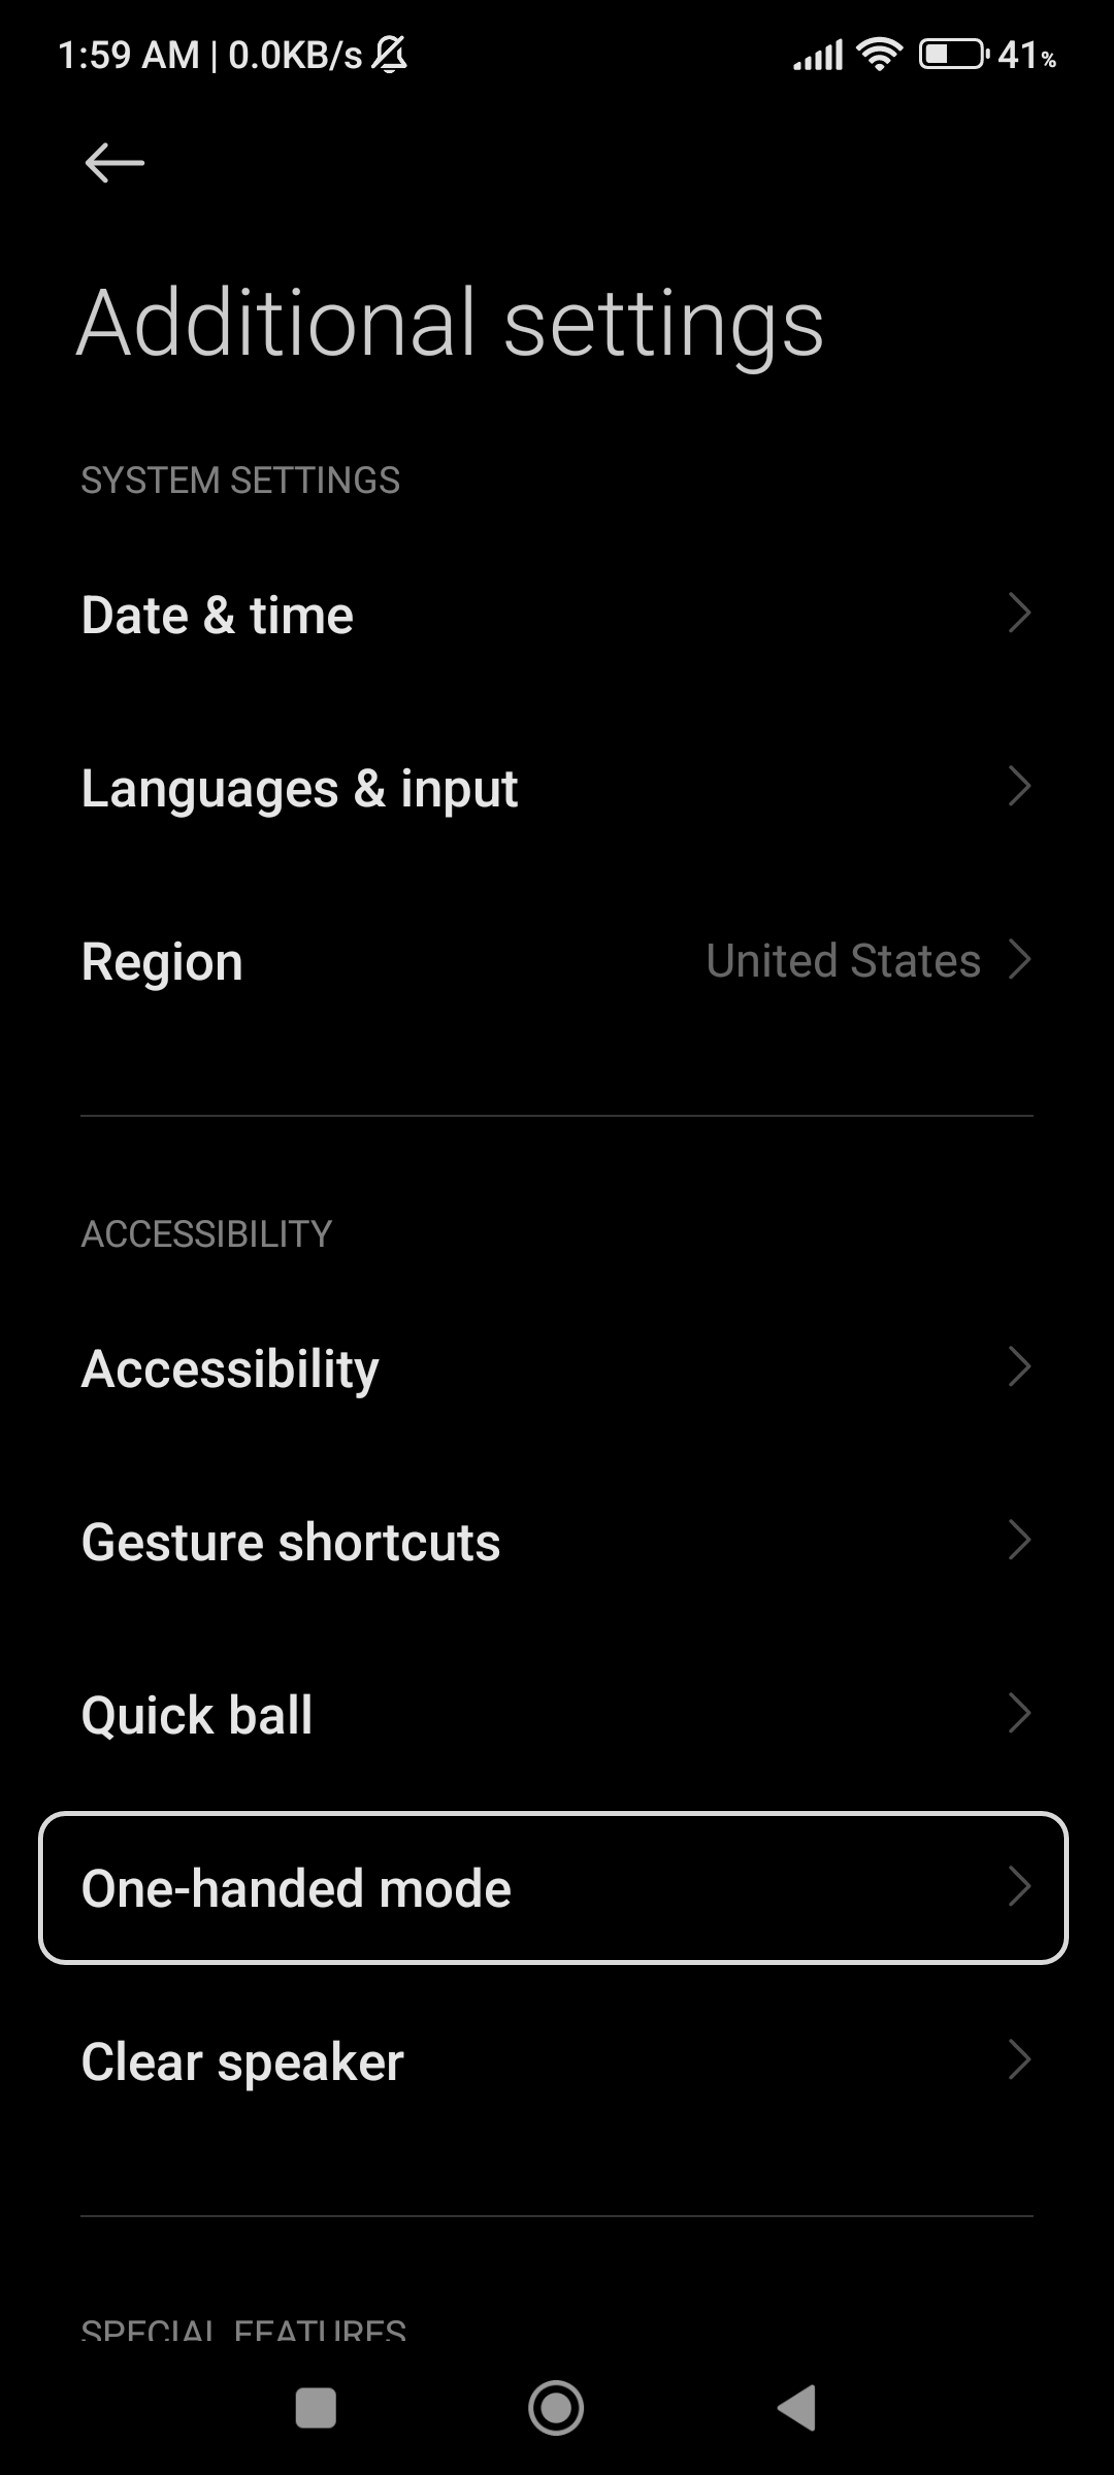 1:59 AM | 0.0KB/s 41%
Additional settings
SYSTEM SETTINGS
Date & time
Languages & input
Region United States
ACCESSIBILITY
Accessibility
Gesture shortcuts
Quick ball
One-handed mode
Clear speaker
SPECIAL FEATURES